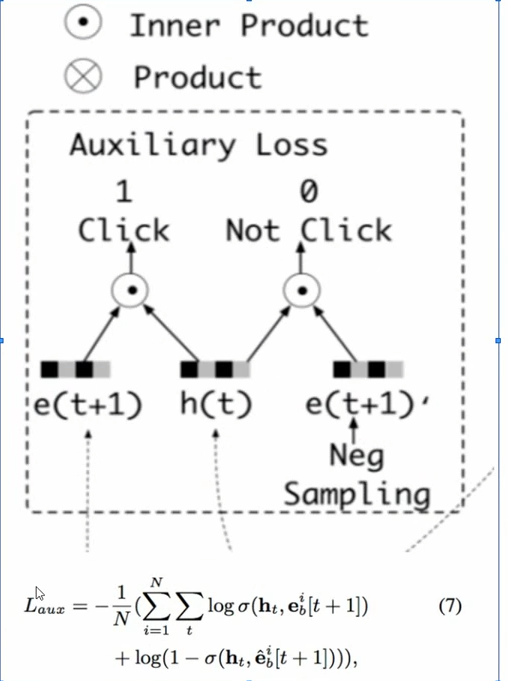 Inner Product
Product
Auxiliary Loss
1 0
Click Not Click
e(t+1) h(t) e(t+1)'
Neg
Sampling
L_{aux} = -\frac{1}{N}(\sum_{i=1}^{N} \sum_{t} \log \sigma(\mathbf{h}_t, \mathbf{e}_b^i[t+1]) (7)
+ \log(1 - \sigma(\mathbf{h}_t, \hat{\mathbf{e}}_b^i[t+1]))),